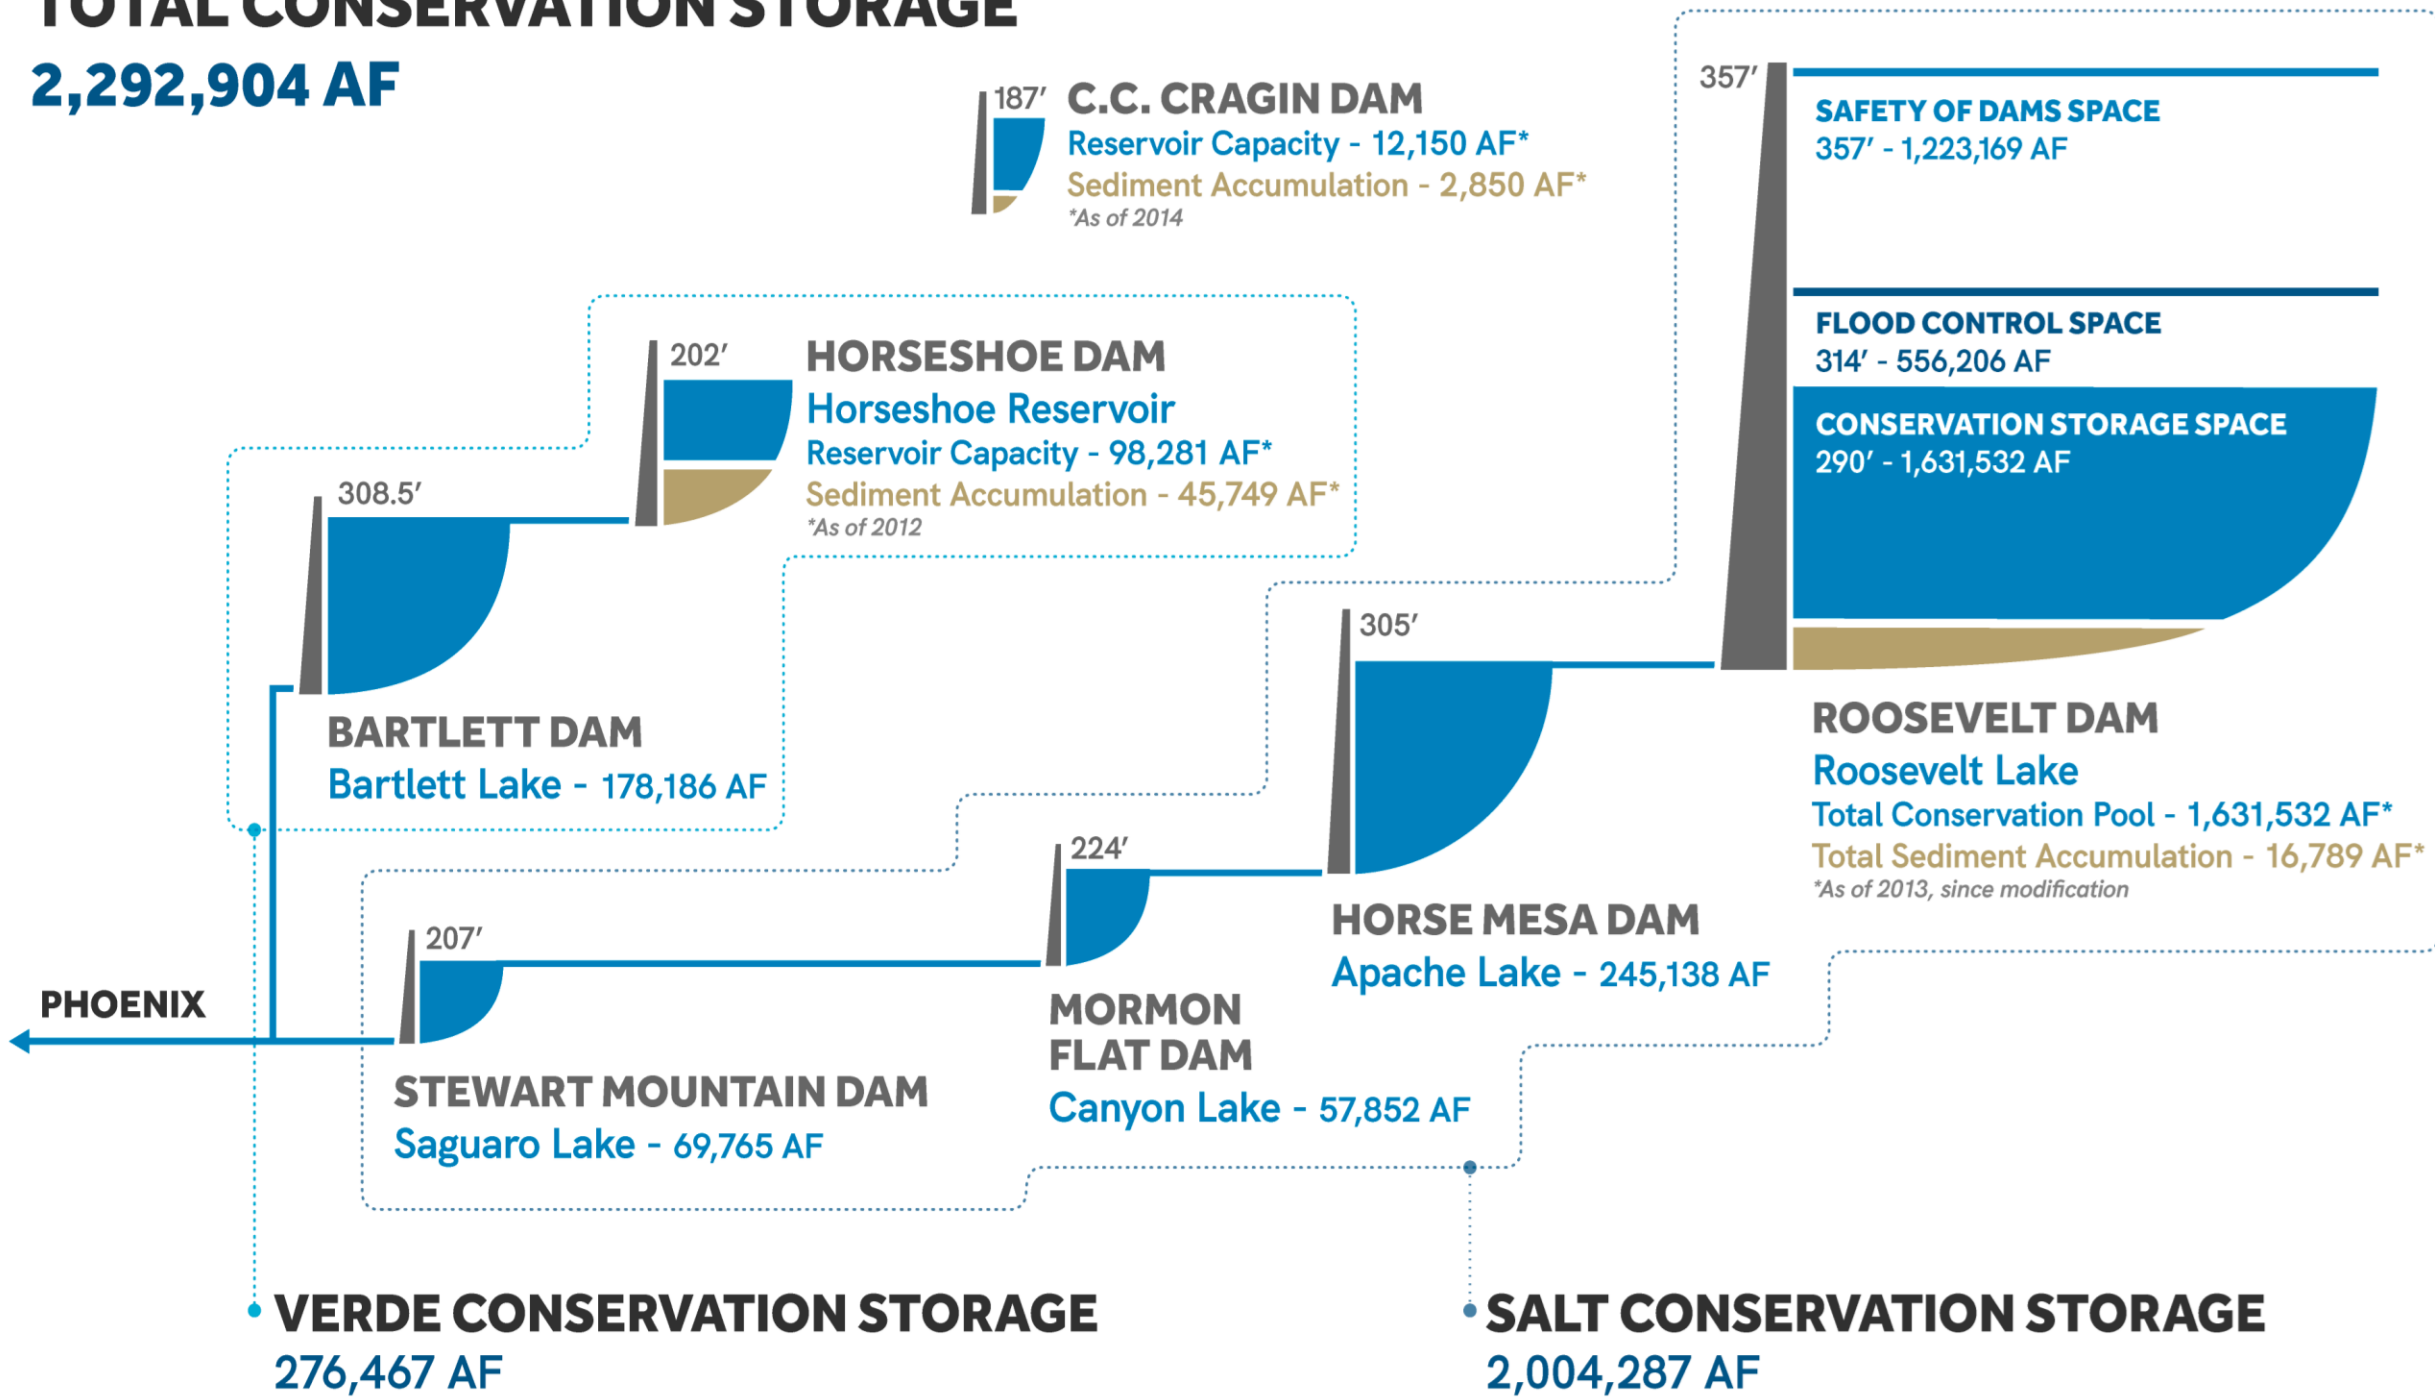 TOTAL CONSERVATION STORAGE
2,292,904 AF
187′
C.C. CRAGIN DAM
Reservoir Capacity - 12,150 AF*
Sediment Accumulation - 2,850 AF*
*As of 2014
357′
SAFETY OF DAMS SPACE
357′ - 1,223,169 AF
FLOOD CONTROL SPACE
314′ - 556,206 AF
CONSERVATION STORAGE SPACE
290′ - 1,631,532 AF
202′
HORSESHOE DAM
Horseshoe Reservoir
Reservoir Capacity - 98,281 AF*
Sediment Accumulation - 45,749 AF*
*As of 2012
308.5′
BARTLETT DAM
Bartlett Lake - 178,186 AF
305′
ROOSEVELT DAM
Roosevelt Lake
Total Conservation Pool - 1,631,532 AF*
Total Sediment Accumulation - 16,789 AF*
*As of 2013, since modification
HORSE MESA DAM
Apache Lake - 245,138 AF
224′
MORMON
FLAT DAM
Canyon Lake - 57,852 AF
207′
PHOENIX
STEWART MOUNTAIN DAM
Saguaro Lake - 69,765 AF
VERDE CONSERVATION STORAGE
276,467 AF
SALT CONSERVATION STORAGE
2,004,287 AF